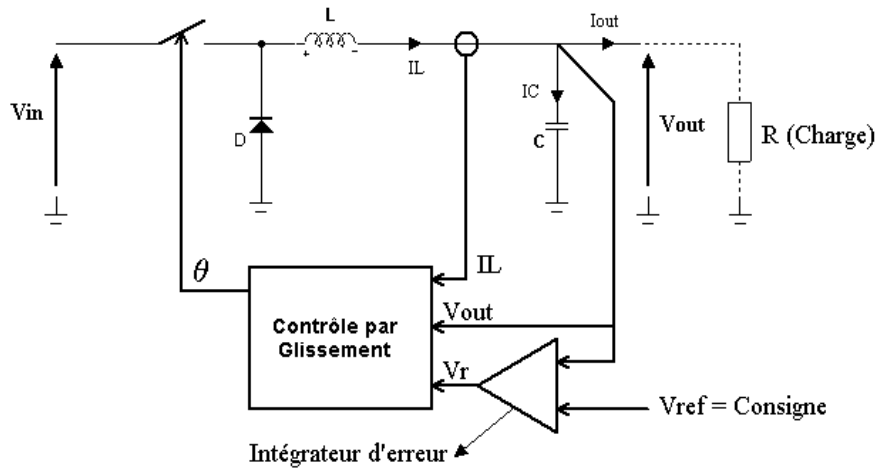 L
Iout
+
-
IL
IC
Vin
D
C
Vout
R (Charge)
θ
IL
Contrôle par
Glissement
Vout
Vr
Vref = Consigne
Intégrateur d'erreur